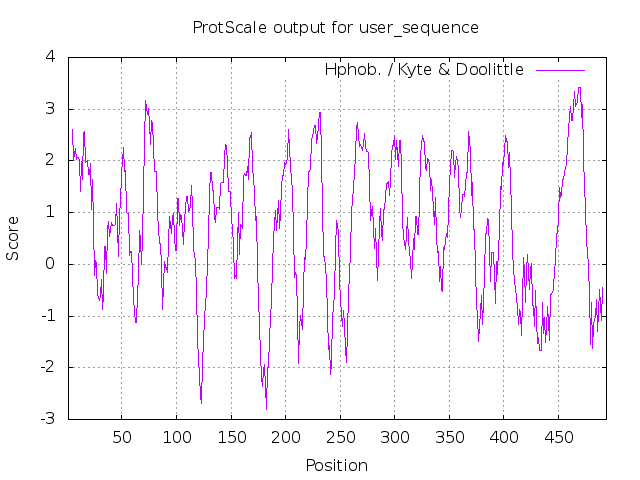 ProtScale output for user_sequence
Hphob. / Kyte & Doolittle
4
3
2
1
0
-1
-2
-3
Score
50 100 150 200 250 300 350 400 450
Position